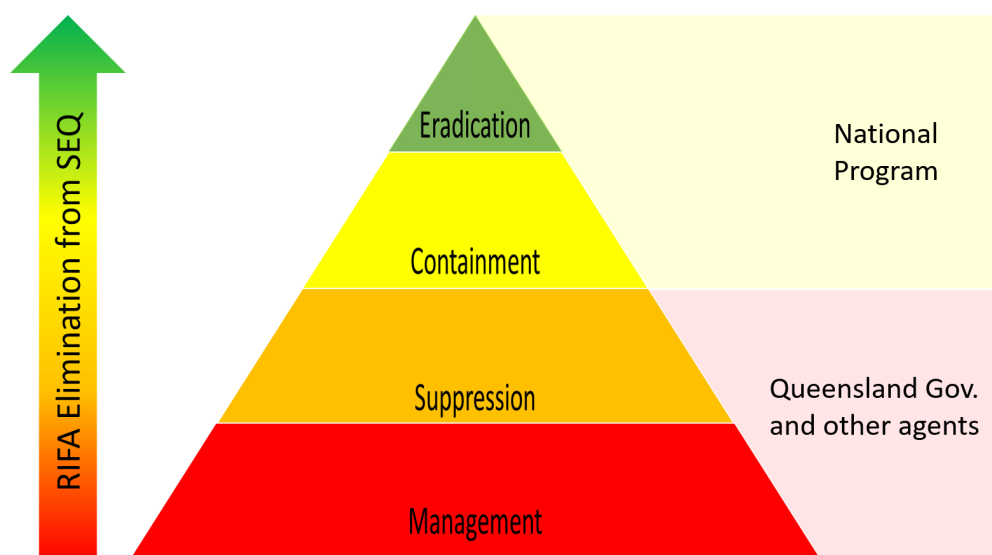 RIFA Elimination from SEQ
Eradication
Containment
Suppression
Management
National
Program
Queensland Gov.
and other agents